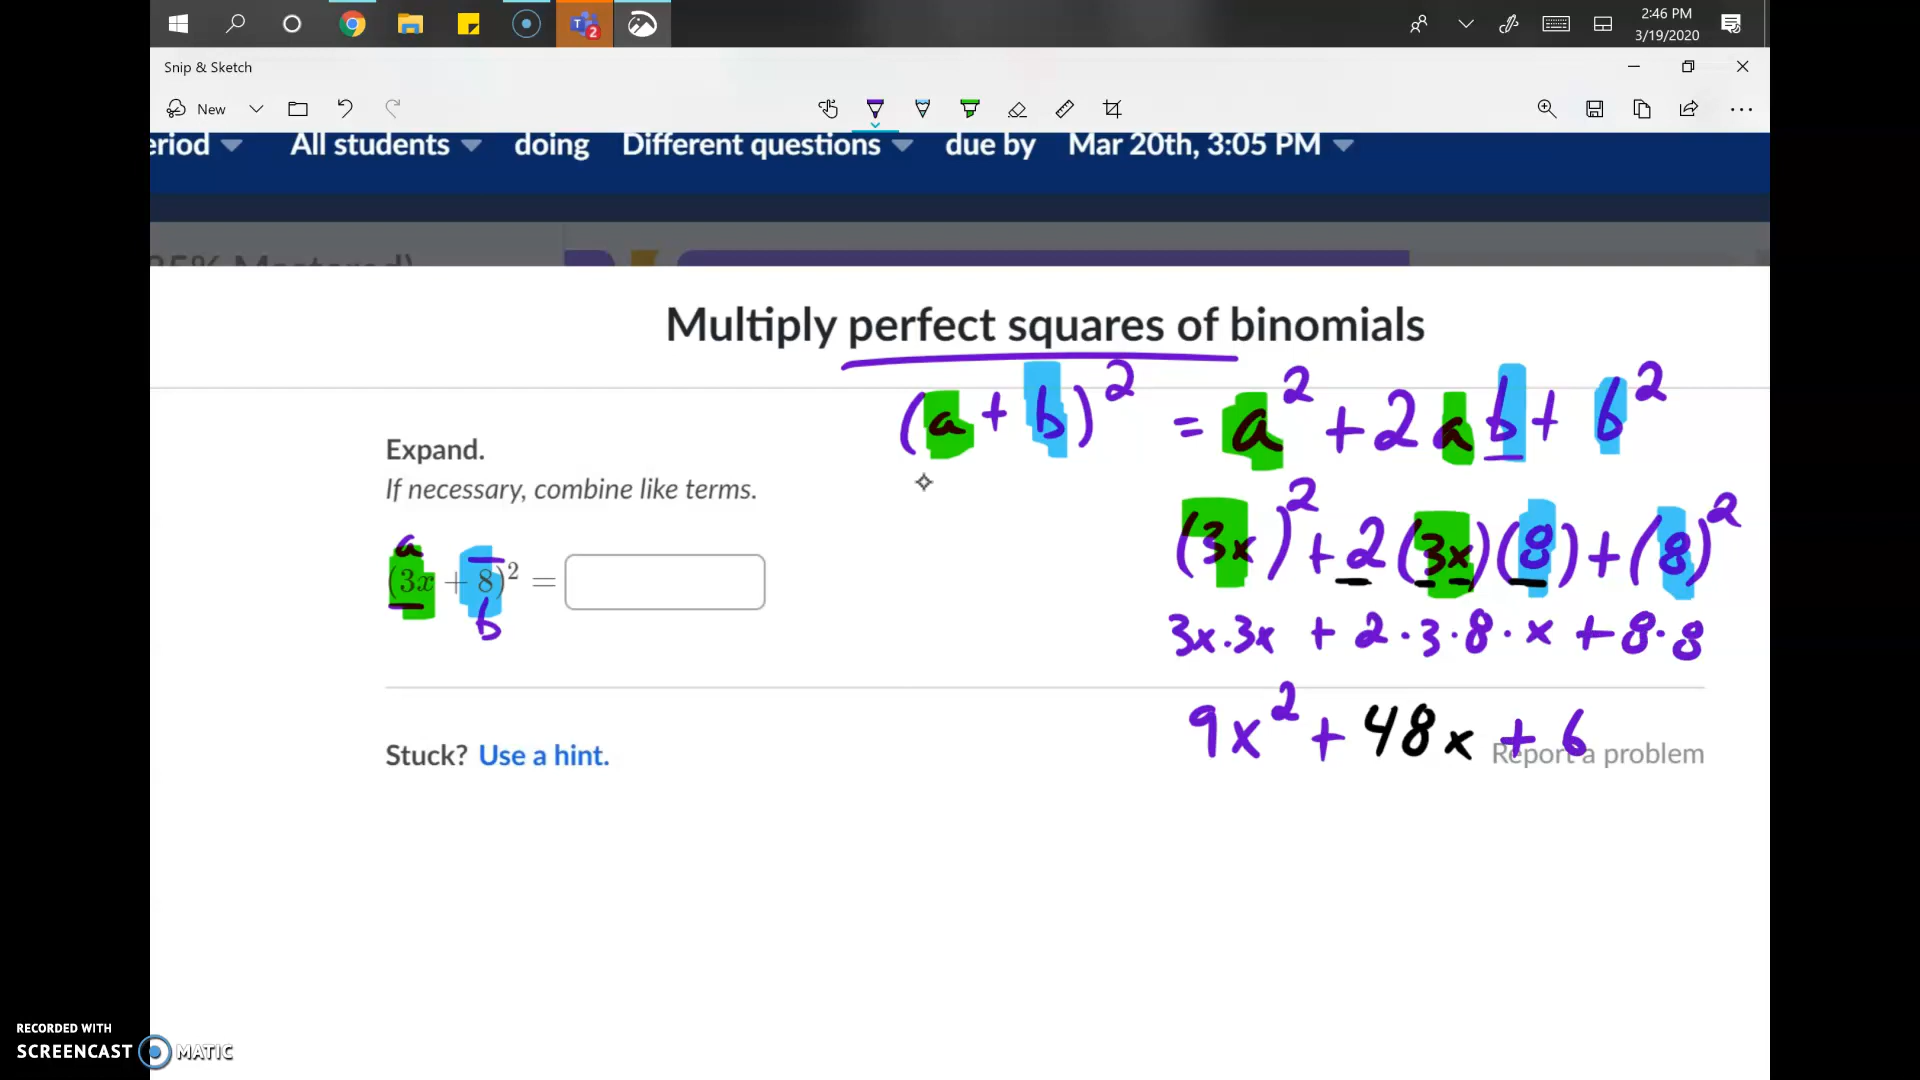 2:46 PM
3/19/2020
2
Snip & Sketch
New
eriod All students doing Different questions due by Mar 20th, 3:05 PM
35% Mastered)
Multiply perfect squares of binomials
(a + b)² = a² + 2ab + b²
Expand.
If necessary, combine like terms.
(3x)² + 2(3x)(8) + (8)²
a
(3x + 8)² =
b
3x·3x + 2·3·8·x + 8·8
9x² + 48x + 6
Stuck? Use a hint.
Report a problem
RECORDED WITH
SCREENCAST MATIC